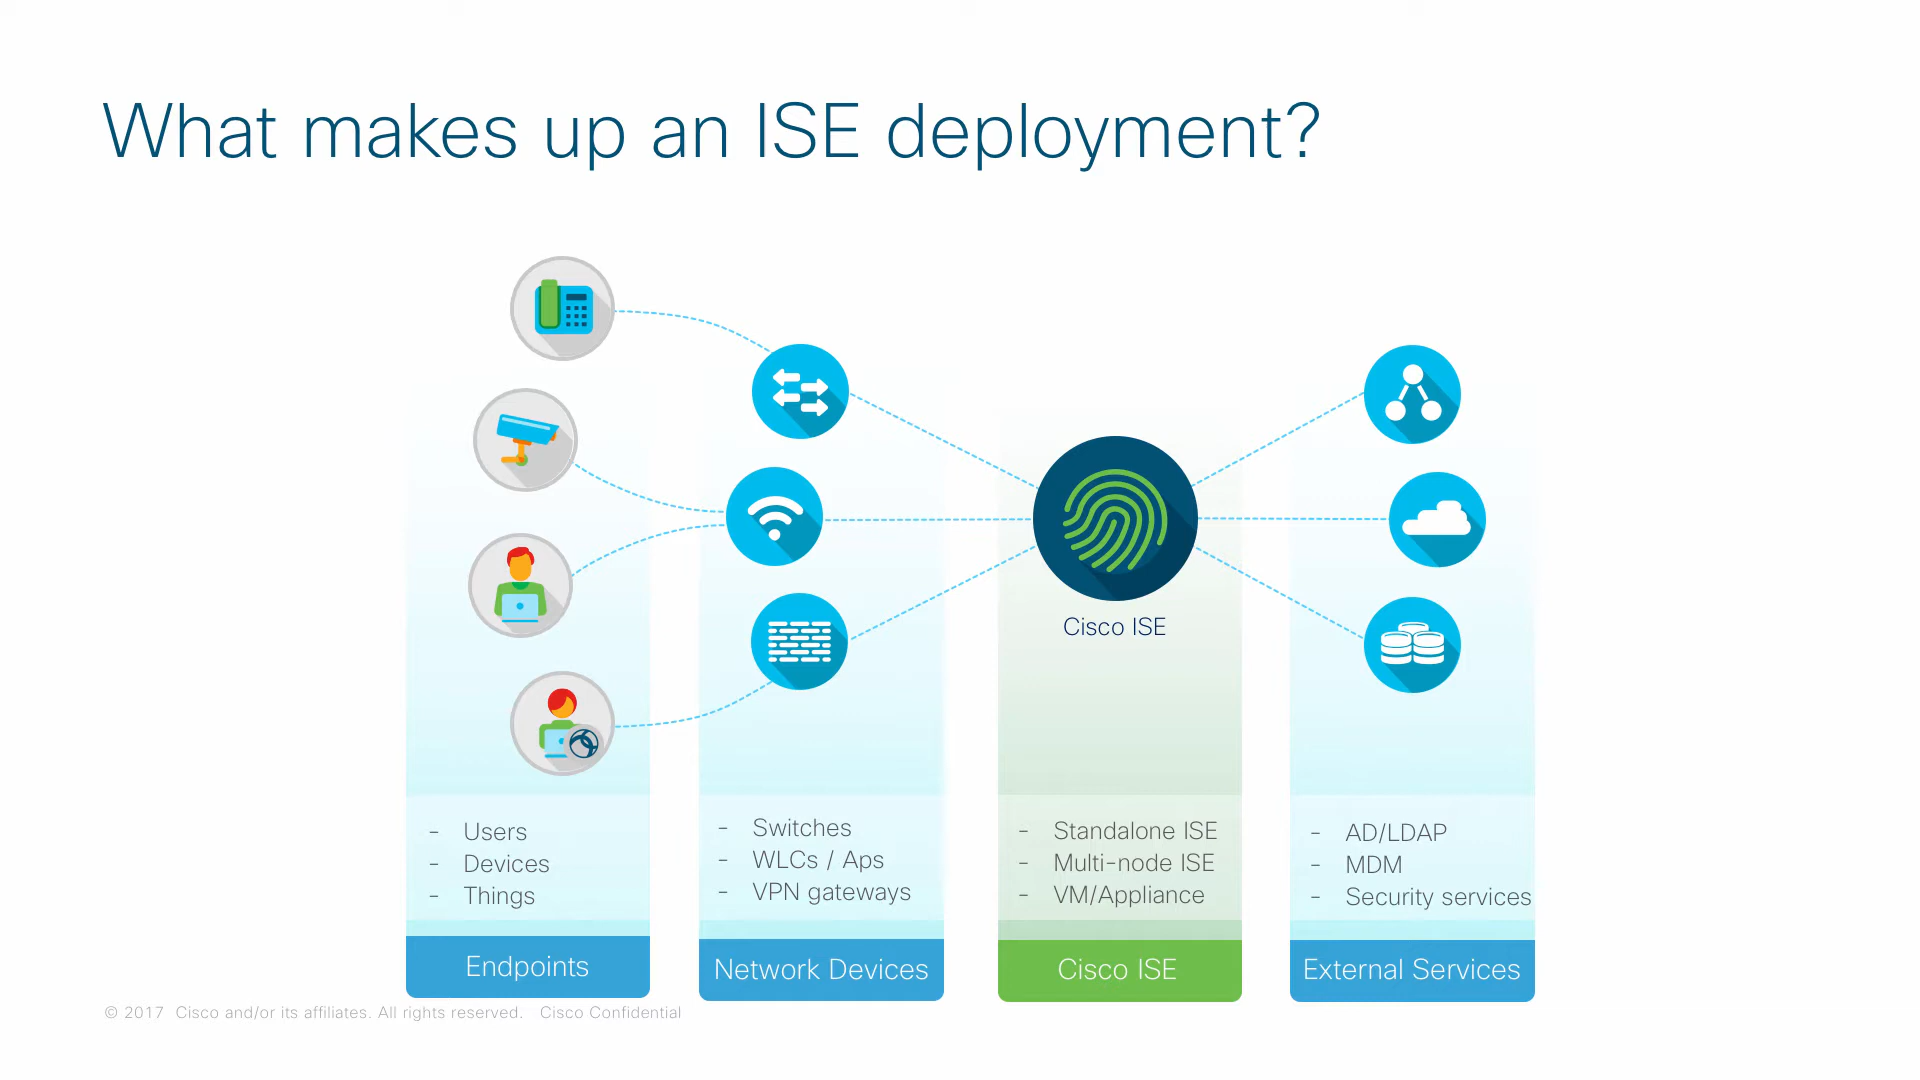 What makes up an ISE deployment?
Cisco ISE
- Users
- Devices
- Things
Endpoints
- Switches
- WLCs / Aps
- VPN gateways
Network Devices
- Standalone ISE
- Multi-node ISE
- VM/Appliance
Cisco ISE
- AD/LDAP
- MDM
- Security services
External Services
© 2017 Cisco and/or its affiliates. All rights reserved. Cisco Confidential